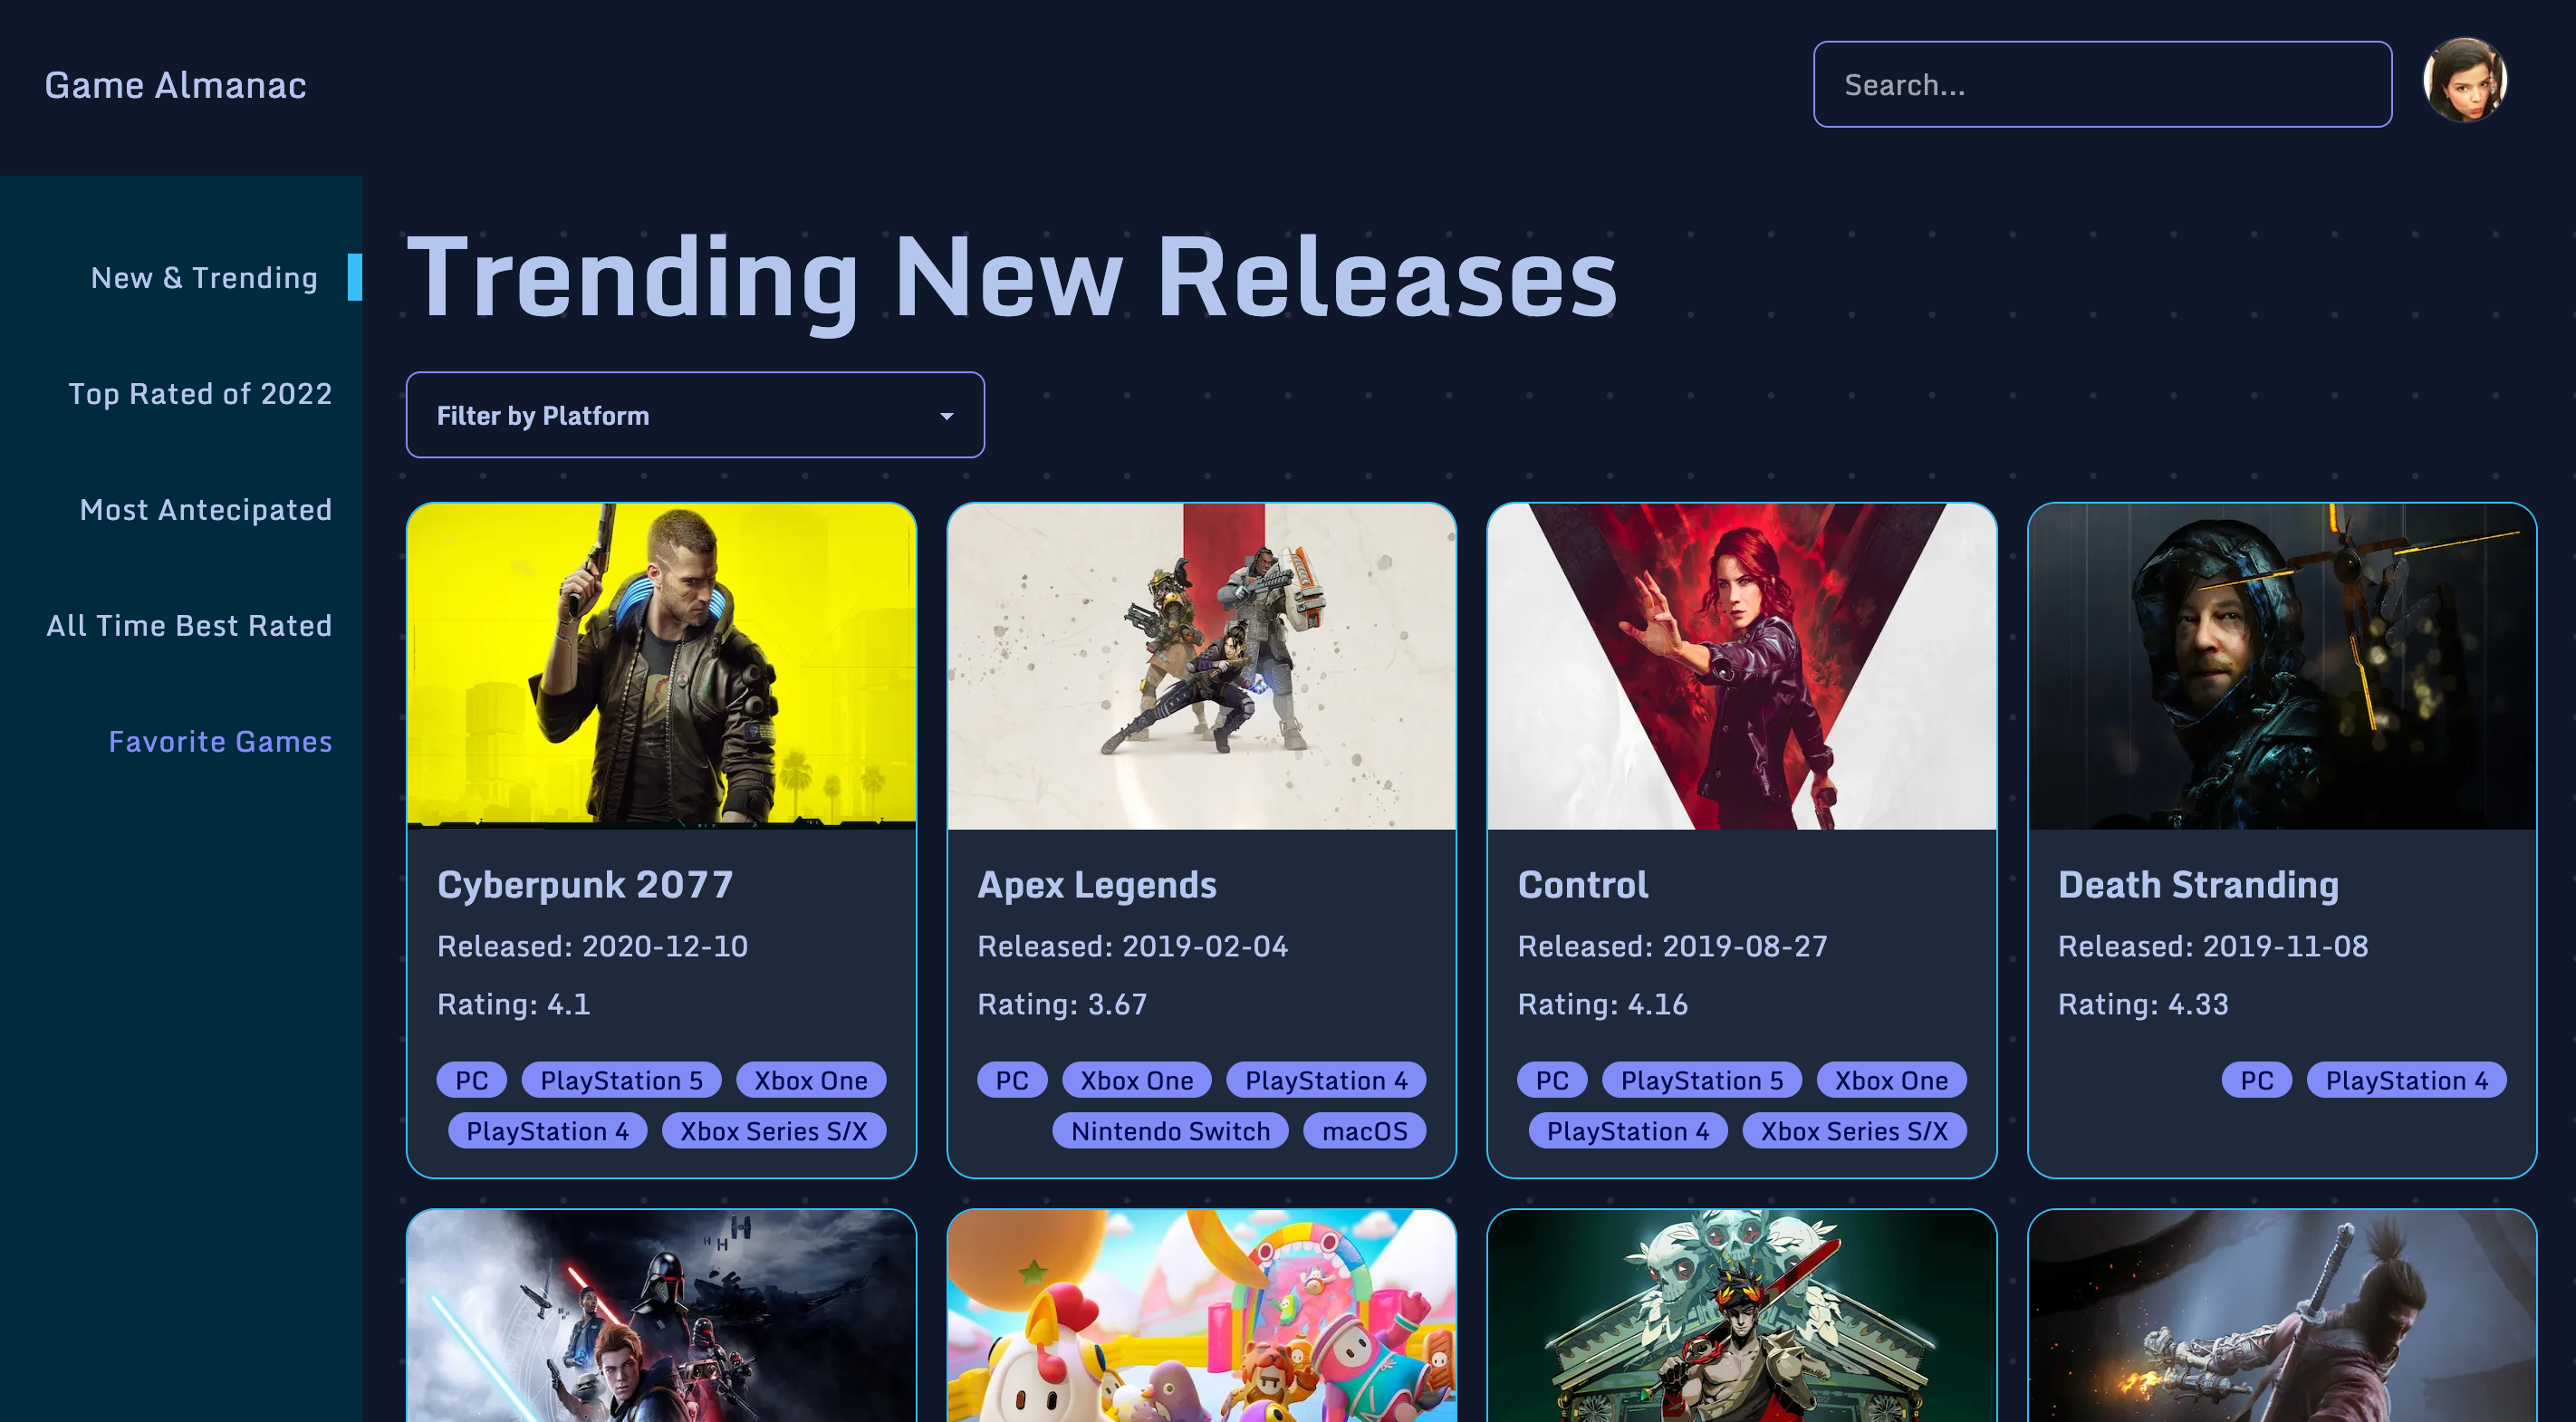 Game Almanac
Search...
New & Trending
Top Rated of 2022
Most Antecipated
All Time Best Rated
Favorite Games
Trending New Releases
Filter by Platform
Cyberpunk 2077
Released: 2020-12-10
Rating: 4.1
PC PlayStation 5 Xbox One
PlayStation 4 Xbox Series S/X
Apex Legends
Released: 2019-02-04
Rating: 3.67
PC Xbox One PlayStation 4
Nintendo Switch macOS
Control
Released: 2019-08-27
Rating: 4.16
PC PlayStation 5 Xbox One
PlayStation 4 Xbox Series S/X
Death Stranding
Released: 2019-11-08
Rating: 4.33
PC PlayStation 4